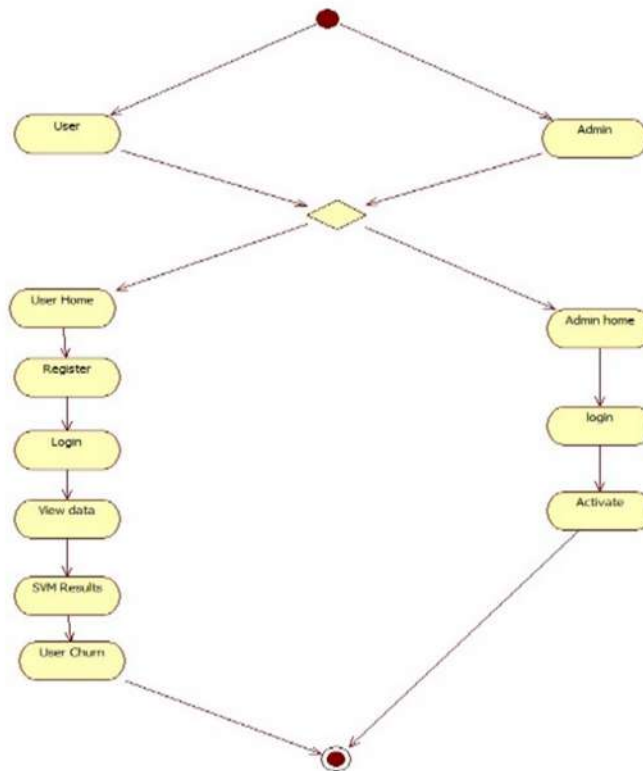 User
Admin
User Home
Admin home
Register
login
Login
View data
Activate
SVM Results
User Churn